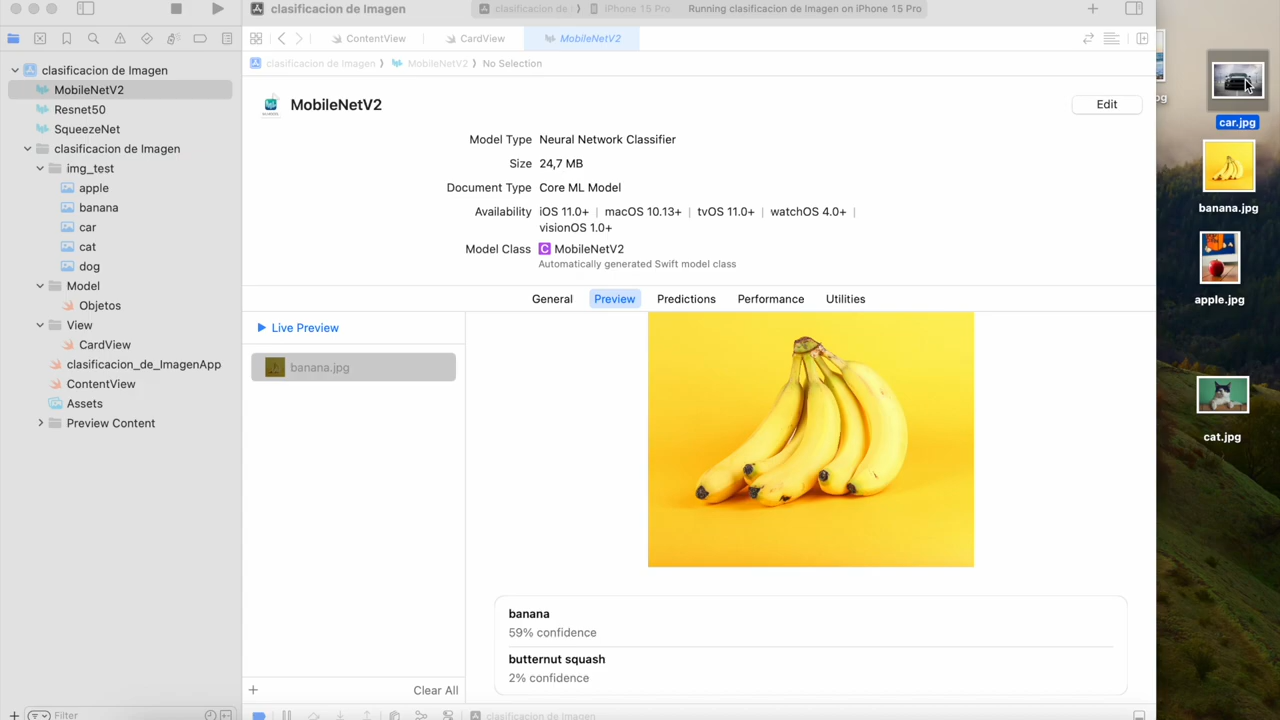 clasificacion de Imagen
clasificacion de : ⟩ iPhone 15 Pro
Running clasificacion de Imagen on iPhone 15 Pro
ContentView
CardView
MobileNetV2
clasificacion de Imagen ⟩ MobileNetV2 ⟩ No Selection
clasificacion de Imagen
MobileNetV2
Resnet50
SqueezeNet
clasificacion de Imagen
img_test
apple
banana
car
cat
dog
Model
Objetos
View
CardView
clasificacion_de_ImagenApp
ContentView
Assets
Preview Content
Filter
MobileNetV2
Edit
Model Type Neural Network Classifier
Size 24,7 MB
Document Type Core ML Model
Availability iOS 11.0+ | macOS 10.13+ | tvOS 11.0+ | watchOS 4.0+ |
visionOS 1.0+
Model Class C MobileNetV2
Automatically generated Swift model class
General Preview Predictions Performance Utilities
Live Preview
banana.jpg
banana
59% confidence
butternut squash
2% confidence
+ Clear All
clasificacion de Imagen
pg
car.jpg
banana.jpg
apple.jpg
cat.jpg